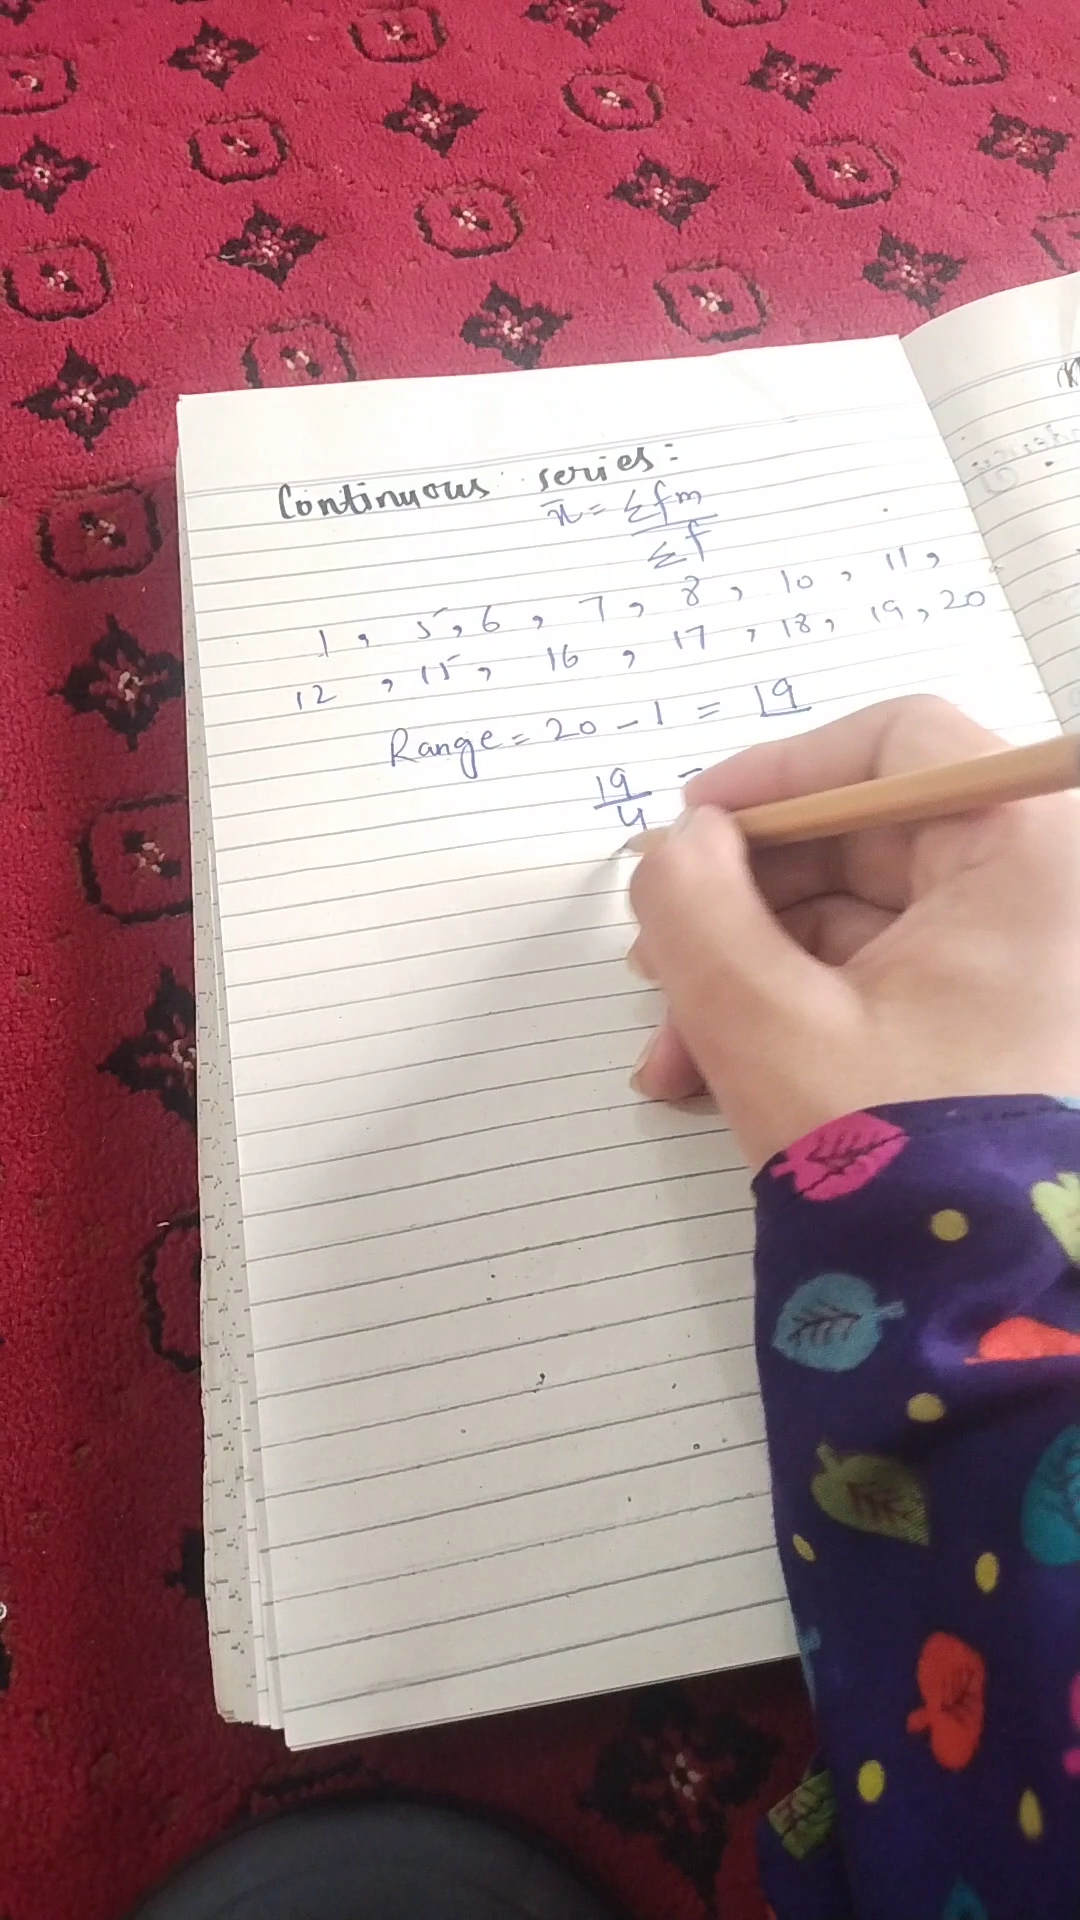 Continuous series:
x̄ = Σfm / Σf
1, 5, 6, 7, 8, 10, 11,
12, 15, 16, 17, 18, 19, 20
Range = 20 - 1 = 19
19/4 =